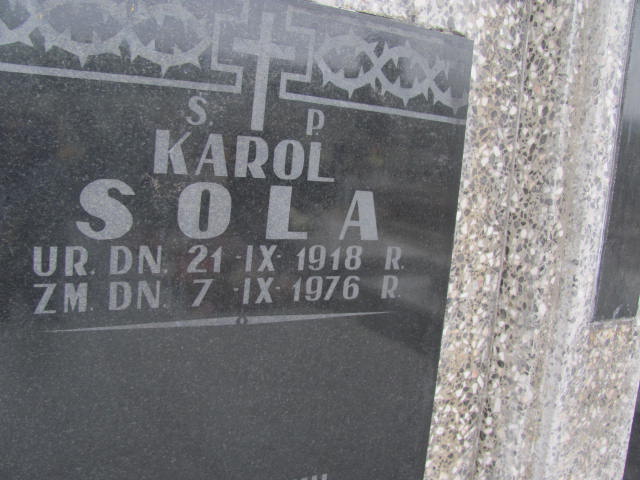 Ś. P.
KAROL
SOLA
UR. DN. 21 ·IX· 1918 R.
ZM. DN. 7 ·IX· 1976 R.